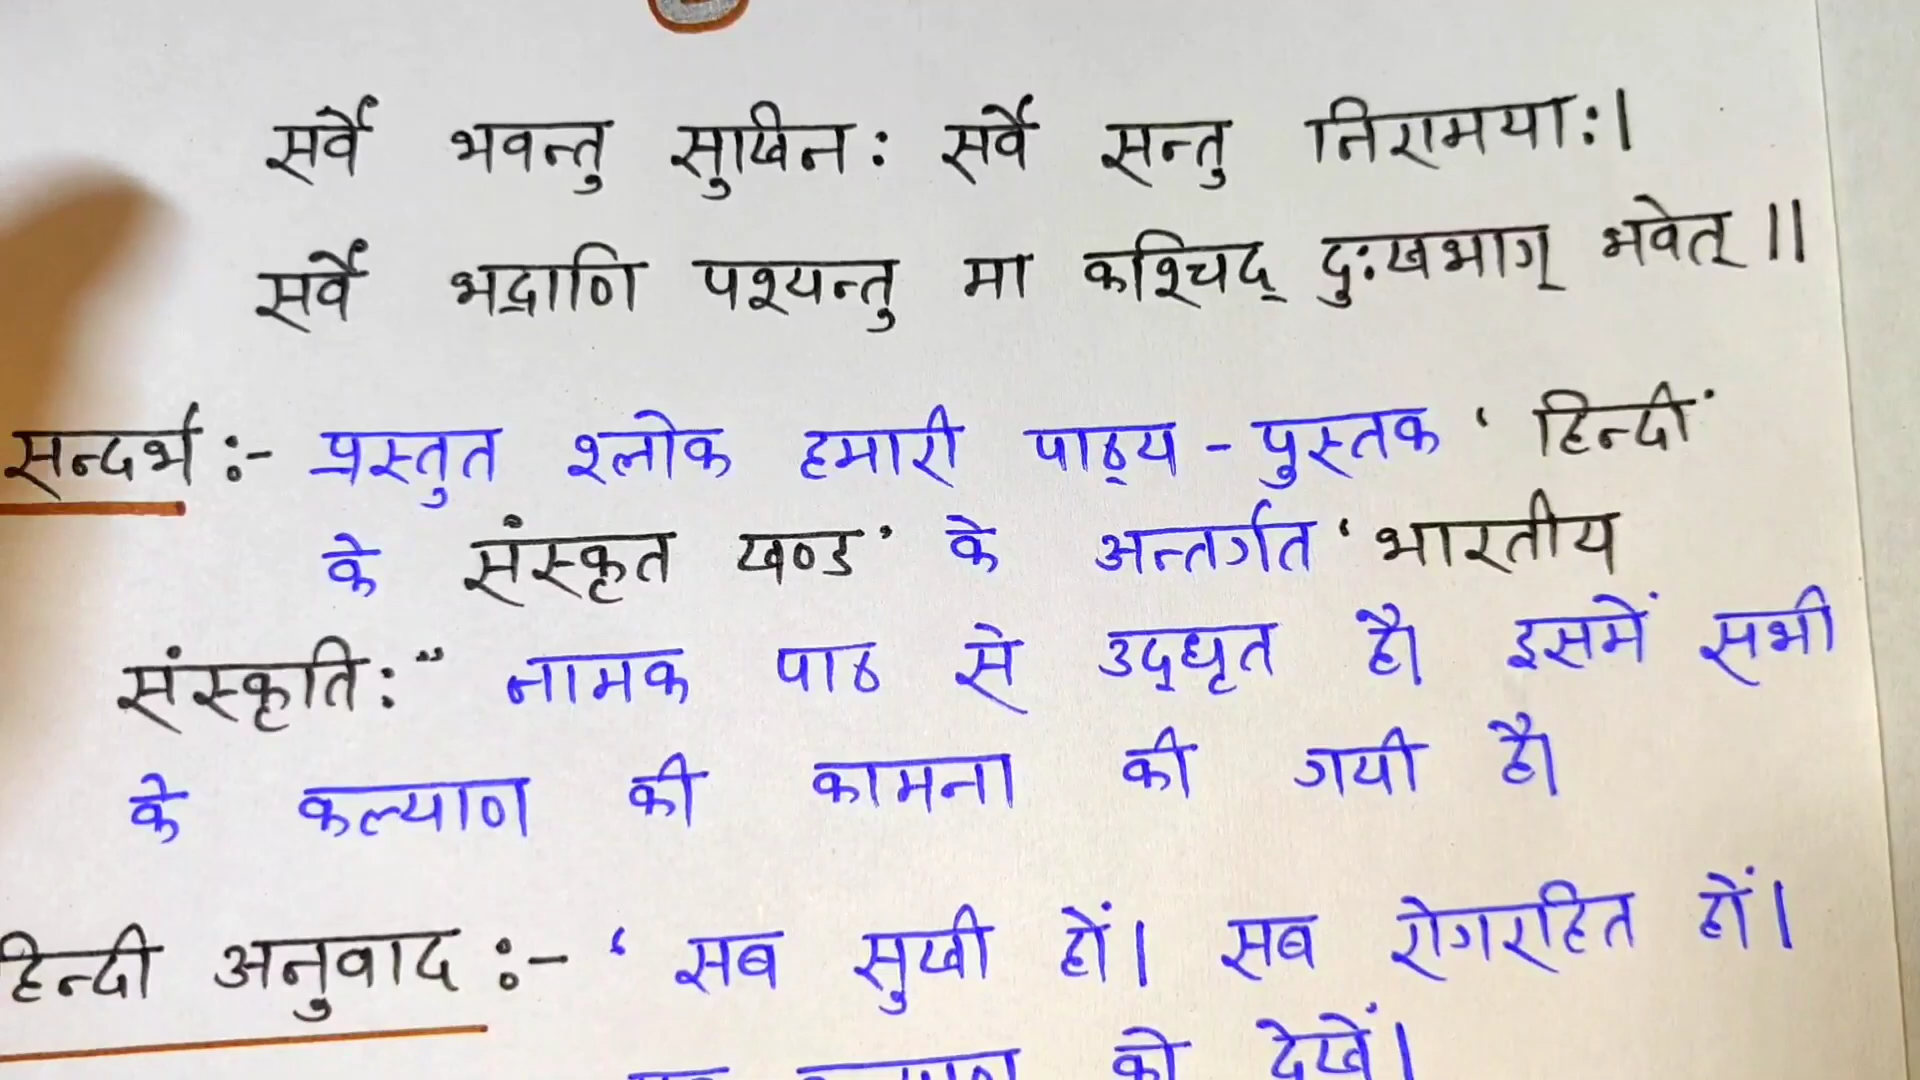 सर्वे भवन्तु सुखिन: सर्वे सन्तु निरामया:।
सर्वे भद्राणि पश्यन्तु मा कश्चिद् दु:खभाग् भवेत् ॥
सन्दर्भ :- प्रस्तुत श्लोक हमारी पाठ्य - पुस्तक ' हिन्दी'
के संस्कृत खण्ड' के अन्तर्गत 'भारतीय
संस्कृति:" नामक पाठ से उद्धृत है। इसमें सभी
के कल्याण की कामना की गयी है।
हिन्दी अनुवाद :- ' सब सुखी हों। सब रोगरहित हों।
को देखें।